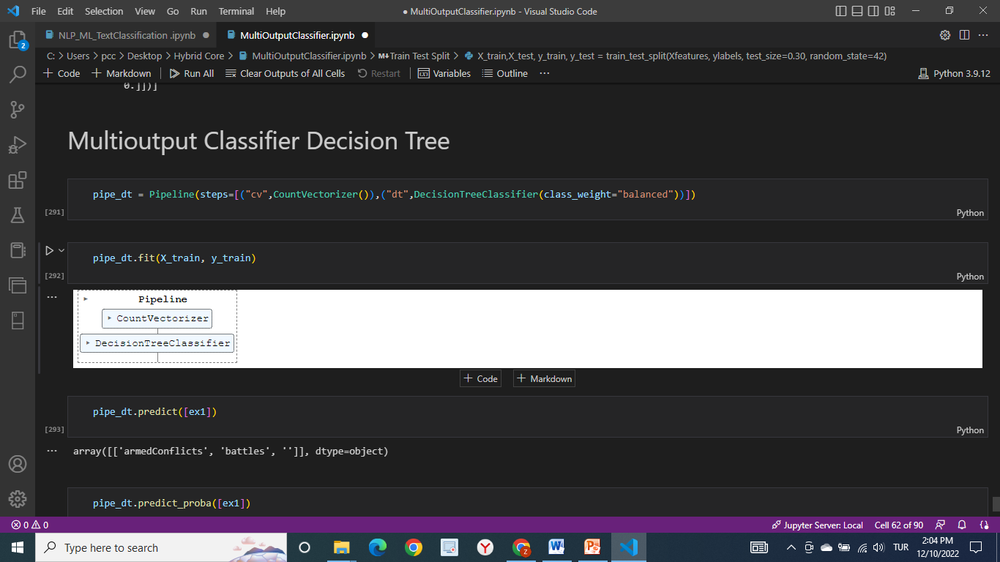 File Edit Selection View Go Run Terminal Help ● MultiOutputClassifier.ipynb - Visual Studio Code
NLP_ML_TextClassification .ipynb ● MultiOutputClassifier.ipynb ●
C: > Users > pcc > Desktop > Hybrid Core > MultiOutputClassifier.ipynb > M↓Train Test Split > X_train,X_test, y_train, y_test = train_test_split(Xfeatures, ylabels, test_size=0.30, random_state=42)
+ Code + Markdown Run All Clear Outputs of All Cells Restart Variables Outline ... Python 3.9.12
0.]])]
Multioutput Classifier Decision Tree
pipe_dt = Pipeline(steps=[("cv",CountVectorizer()),("dt",DecisionTreeClassifier(class_weight="balanced"))])
[291] Python
pipe_dt.fit(X_train, y_train)
[292] Python
Pipeline
CountVectorizer
DecisionTreeClassifier
+ Code + Markdown
pipe_dt.predict([ex1])
[293] Python
array([['armedConflicts', 'battles', '']], dtype=object)
pipe_dt.predict_proba([ex1])
2
0 0 Jupyter Server: Local Cell 62 of 90
Type here to search TUR 2:04 PM
12/10/2022